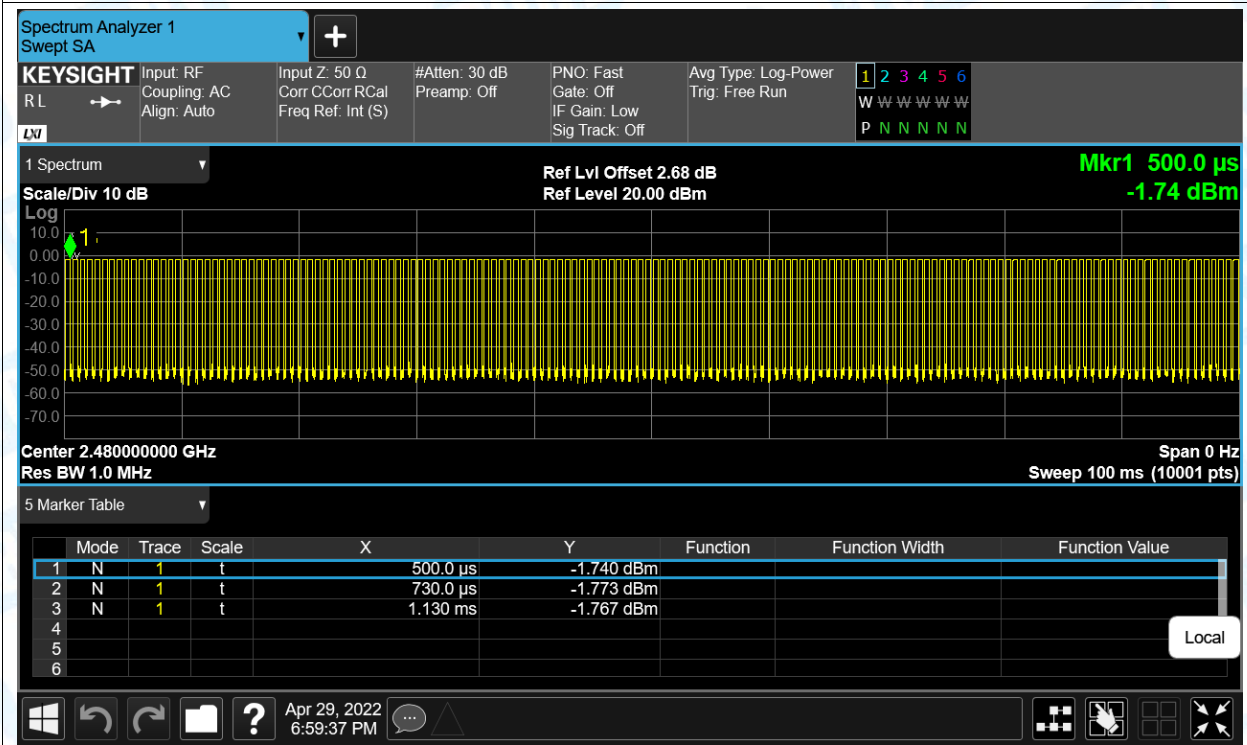 Spectrum Analyzer 1
Swept SA
KEYSIGHT
R L
LXI
Input: RF
Coupling: AC
Align: Auto
Input Z: 50 Ω
Corr CCorr RCal
Freq Ref: Int (S)
#Atten: 30 dB
Preamp: Off
PNO: Fast
Gate: Off
IF Gain: Low
Sig Track: Off
Avg Type: Log-Power
Trig: Free Run
1 2 3 4 5 6
W W W W W W
P N N N N N
1 Spectrum
Scale/Div 10 dB
Ref Lvl Offset 2.68 dB
Ref Level 20.00 dBm
Mkr1 500.0 µs
-1.74 dBm
Log
10.0
0.00
-10.0
-20.0
-30.0
-40.0
-50.0
-60.0
-70.0
1
Center 2.480000000 GHz
Res BW 1.0 MHz
Span 0 Hz
Sweep 100 ms (10001 pts)
5 Marker Table
Mode Trace Scale X Y Function Function Width Function Value
1 N 1 t 500.0 µs -1.740 dBm
2 N 1 t 730.0 µs -1.773 dBm
3 N 1 t 1.130 ms -1.767 dBm
4
5
6
Local
?
Apr 29, 2022
6:59:37 PM